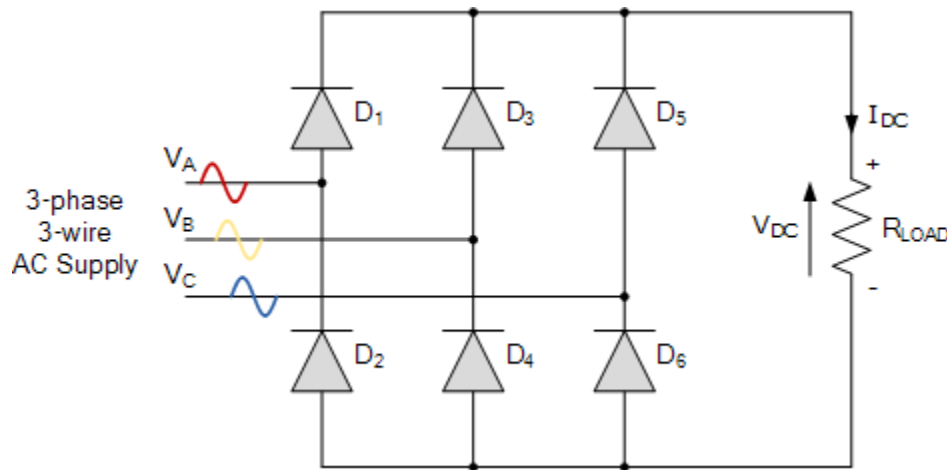 D1
D3
D5
IDC
VA
+
3-phase
3-wire
AC Supply
VB
VDC
RLOAD
VC
-
D2
D4
D6